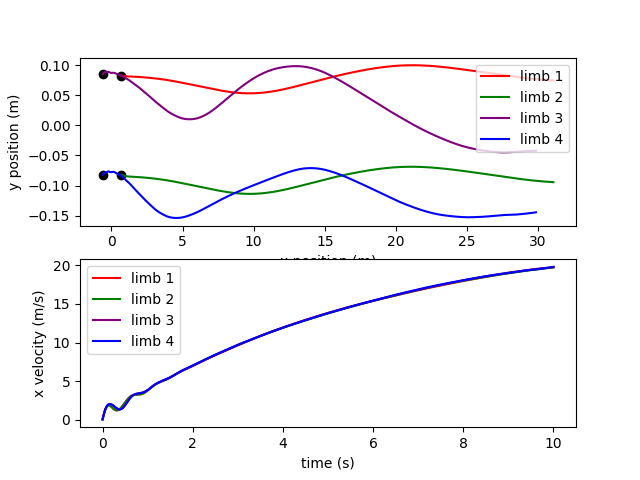 0.10
0.05
0.00
−0.05
−0.10
−0.15
y position (m)
limb 1
limb 2
limb 3
limb 4
0 5 10 15 20 25 30
x position (m)
20
15
10
5
0
x velocity (m/s)
limb 1
limb 2
limb 3
limb 4
0 2 4 6 8 10
time (s)